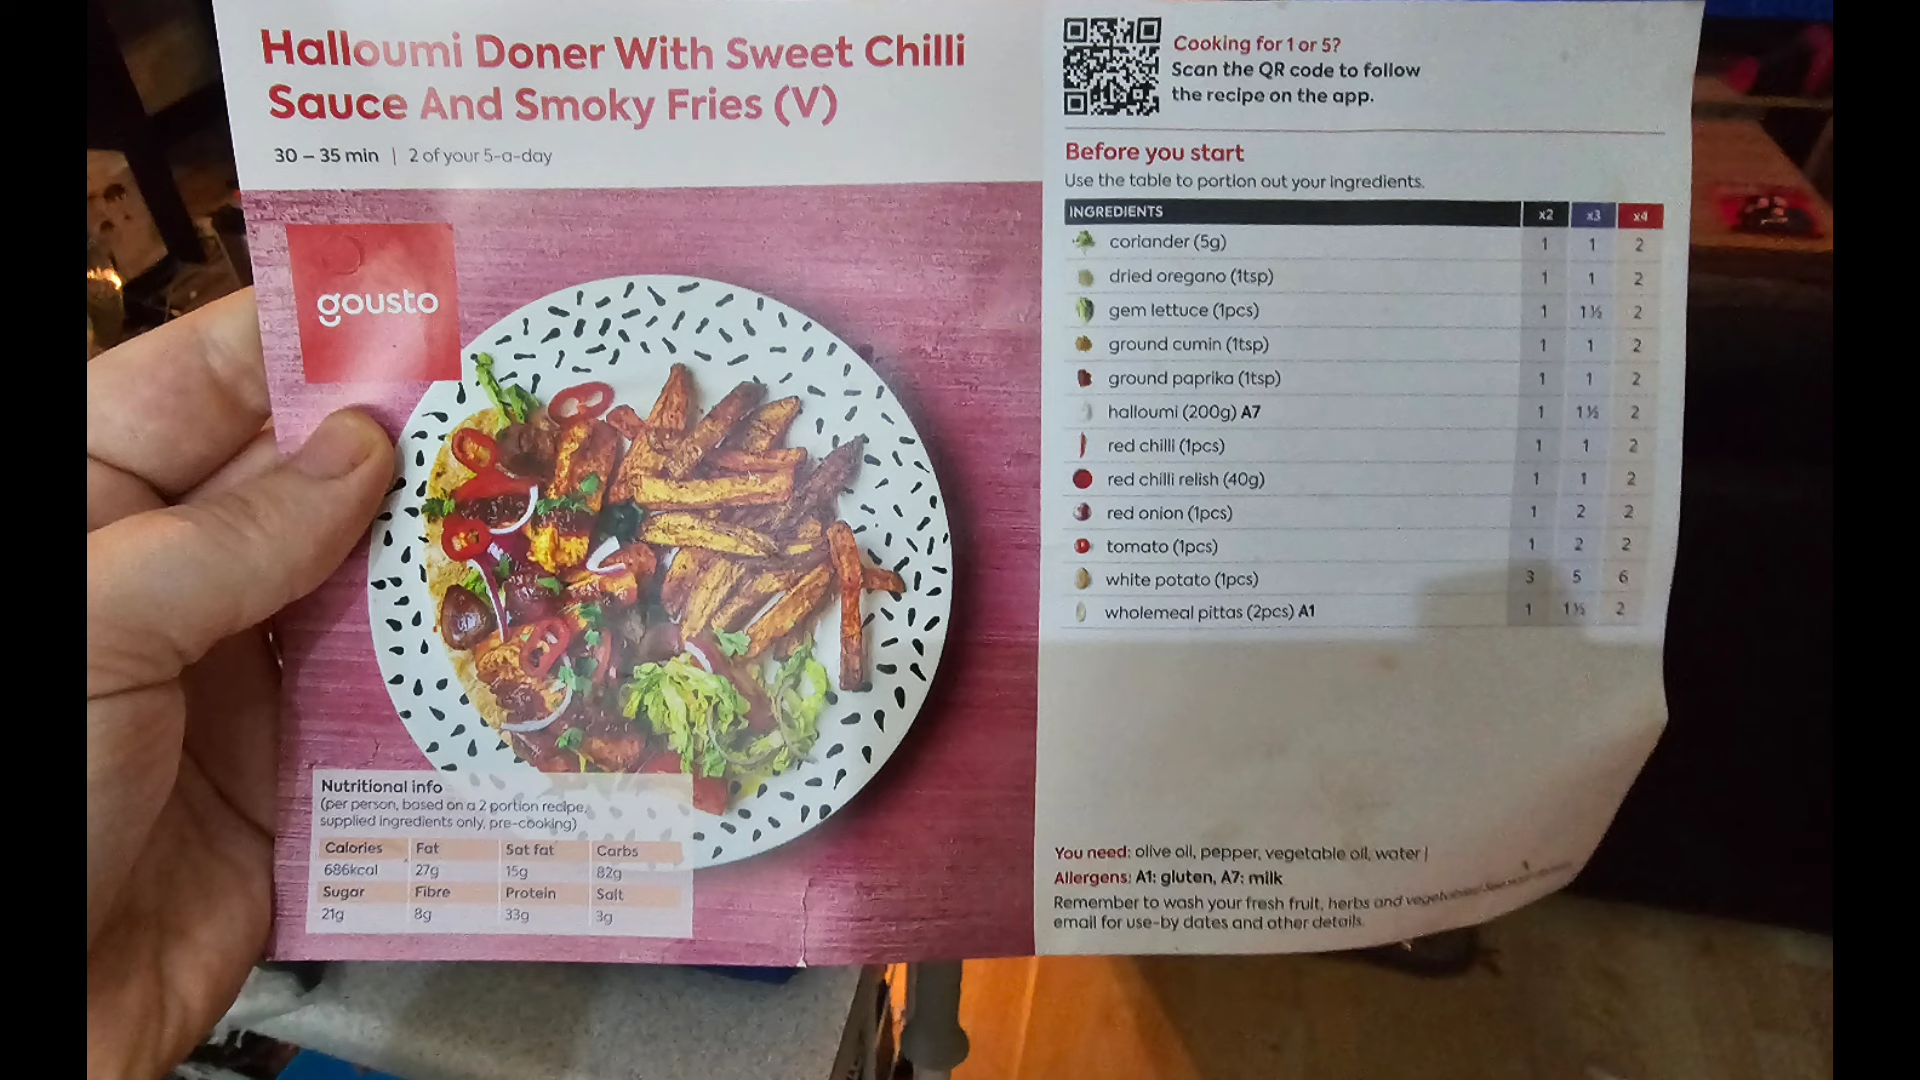 Halloumi Doner With Sweet Chilli
Sauce And Smoky Fries (V)
30 – 35 min | 2 of your 5-a-day
gousto
Nutritional info
(per person, based on a 2 portion recipe,
supplied ingredients only, pre-cooking)
Calories Fat Sat fat Carbs
686kcal 27g 15g 82g
Sugar Fibre Protein Salt
21g 8g 33g 3g
Cooking for 1 or 5?
Scan the QR code to follow
the recipe on the app.
Before you start
Use the table to portion out your ingredients.
INGREDIENTS x2 x3 x4
coriander (5g) 1 1 2
dried oregano (1tsp) 1 1 2
gem lettuce (1pcs) 1 1½ 2
ground cumin (1tsp) 1 1 2
ground paprika (1tsp) 1 1 2
halloumi (200g) A7 1 1½ 2
red chilli (1pcs) 1 1 2
red chilli relish (40g) 1 1 2
red onion (1pcs) 1 2 2
tomato (1pcs) 1 2 2
white potato (1pcs) 3 5 6
wholemeal pittas (2pcs) A1 1 1½ 2
You need: olive oil, pepper, vegetable oil, water |
Allergens: A1: gluten, A7: milk
Remember to wash your fresh fruit, herbs and vegetables!
email for use-by dates and other details.